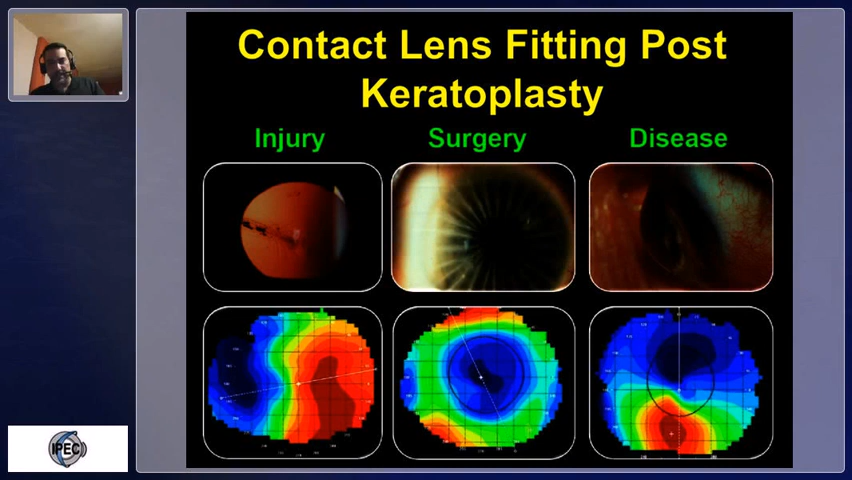 Contact Lens Fitting Post
Keratoplasty
Injury
Surgery
Disease
IPEC